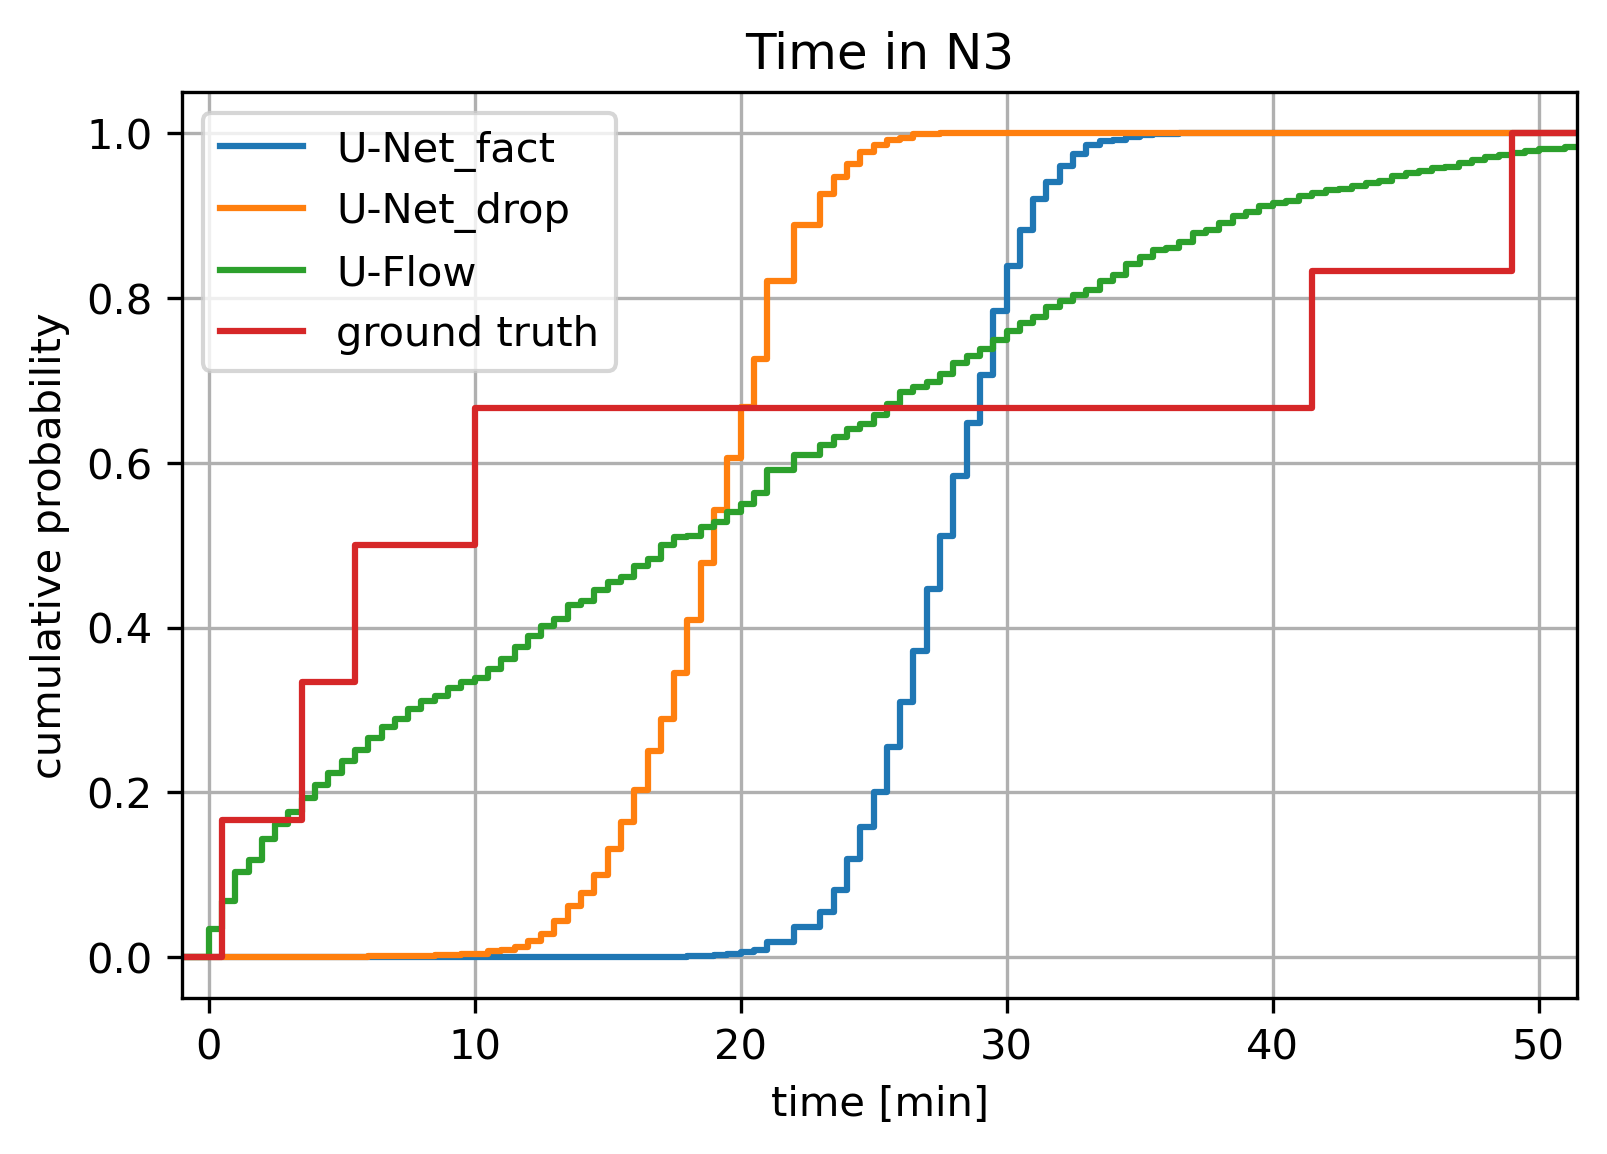 Time in N3
1.0
0.8
0.6
0.4
0.2
0.0
cumulative probability
U-Net_fact
U-Net_drop
U-Flow
ground truth
0 10 20 30 40 50
time [min]